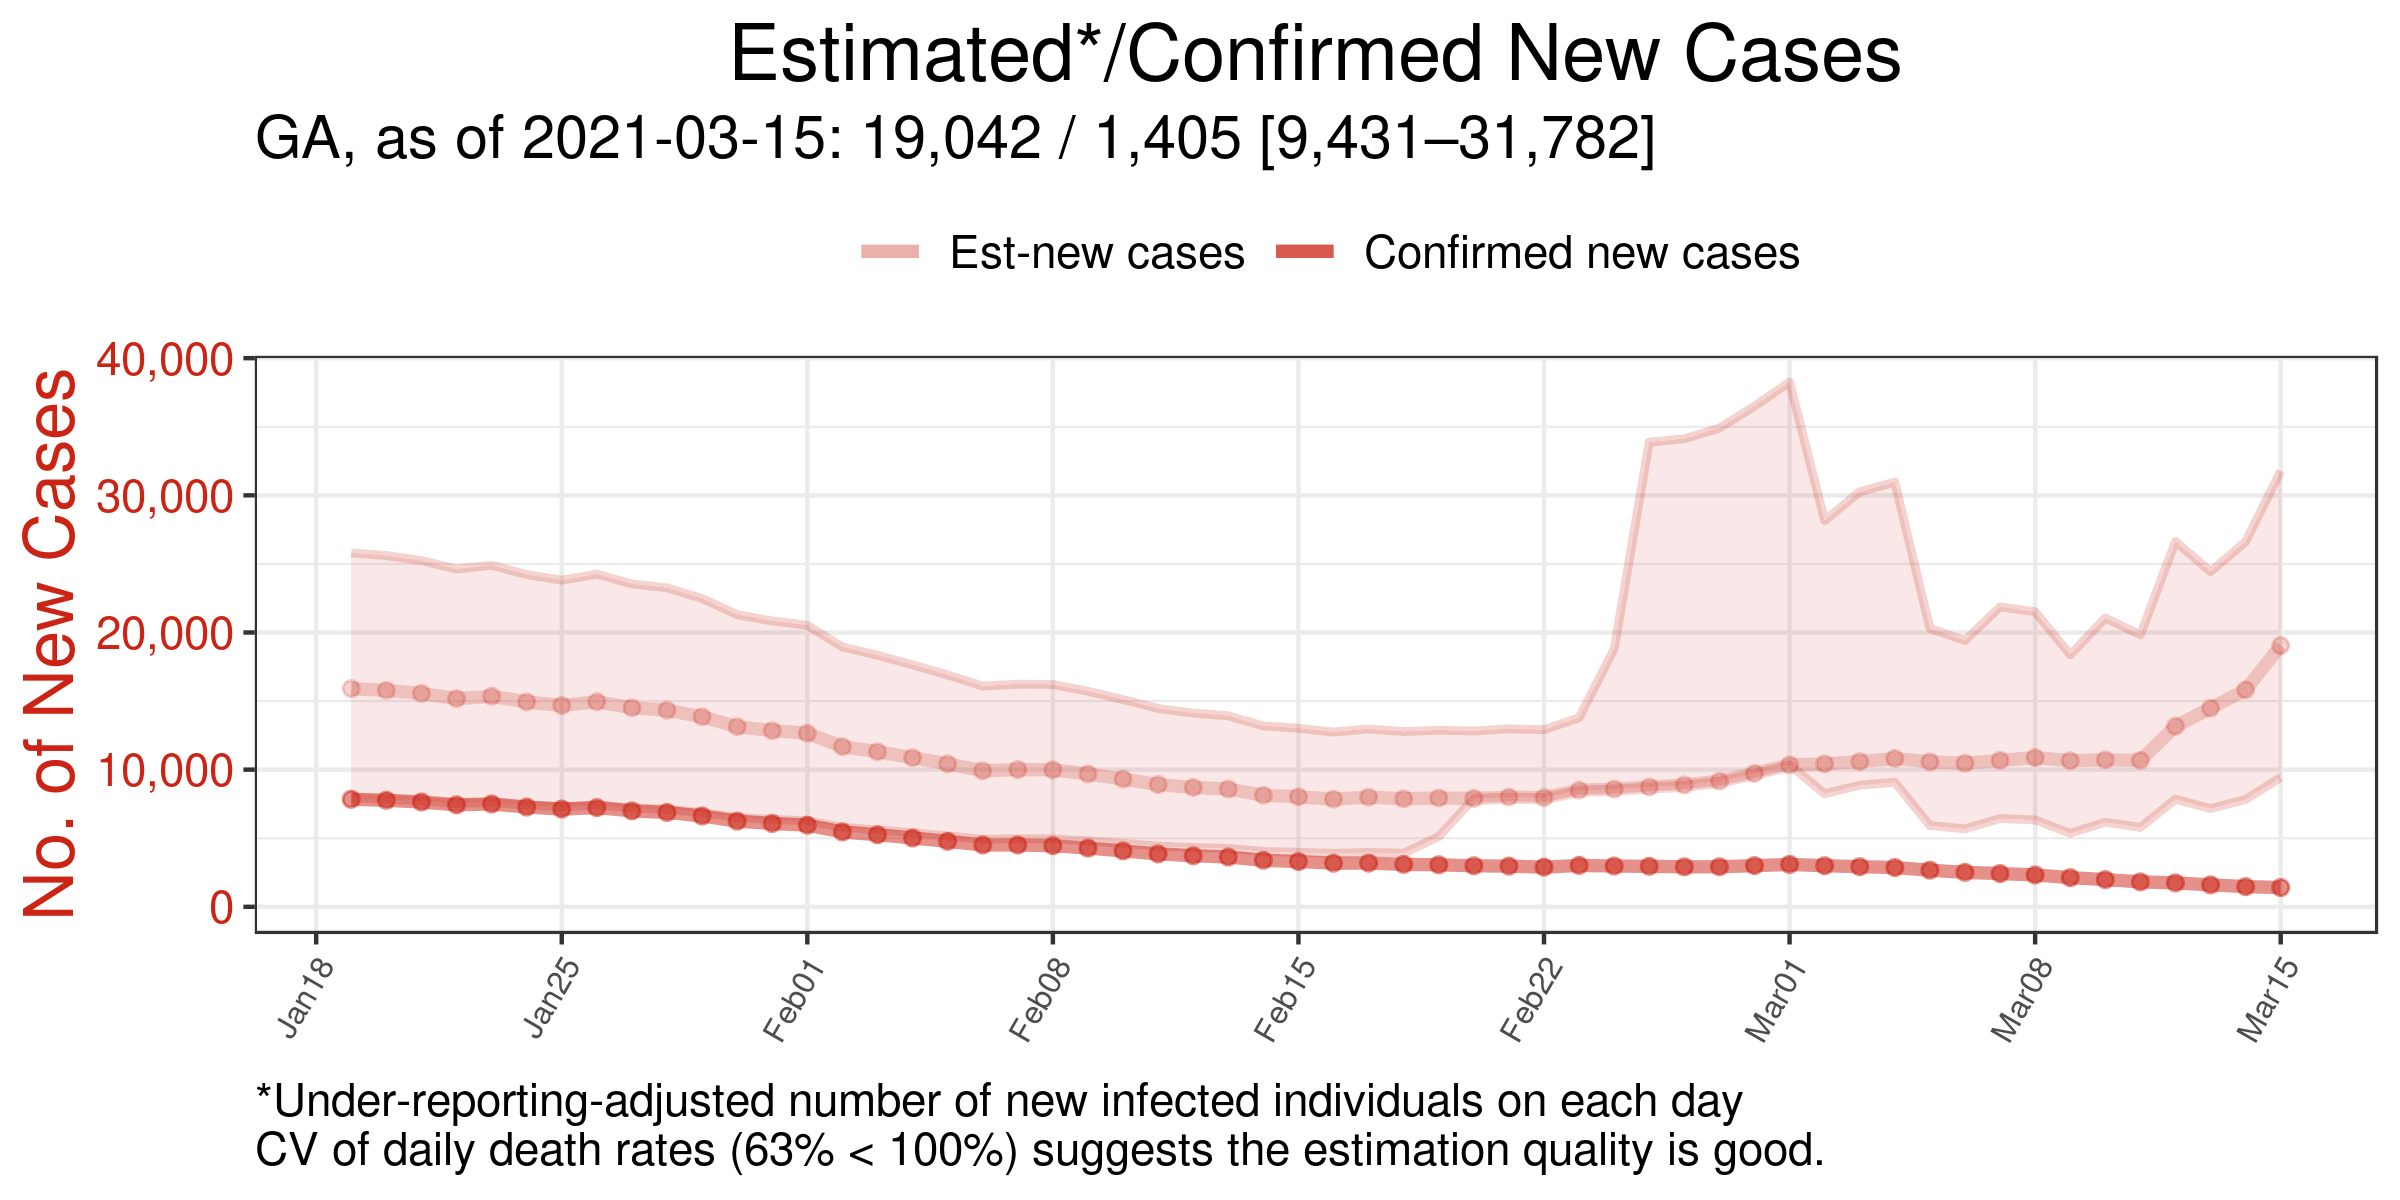 Estimated*/Confirmed New Cases
GA, as of 2021-03-15: 19,042 / 1,405 [9,431–31,782]
Est-new cases
Confirmed new cases
No. of New Cases
40,000
30,000
20,000
10,000
0
Jan18
Jan25
Feb01
Feb08
Feb15
Feb22
Mar01
Mar08
Mar15
*Under-reporting-adjusted number of new infected individuals on each day
CV of daily death rates (63% < 100%) suggests the estimation quality is good.